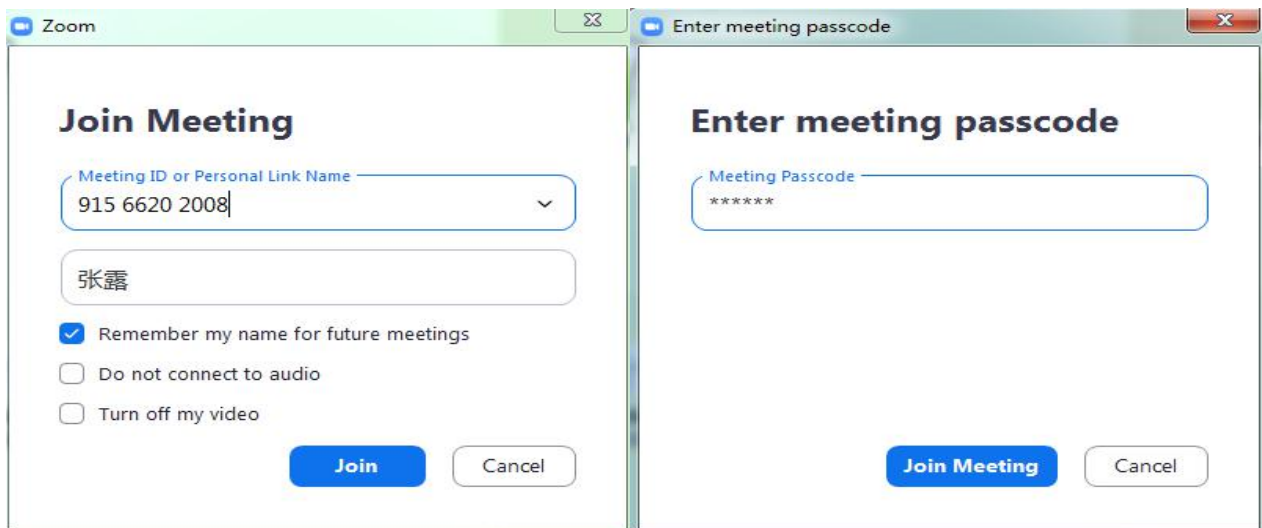 Zoom
Join Meeting
Meeting ID or Personal Link Name
915 6620 2008
张露
Remember my name for future meetings
Do not connect to audio
Turn off my video
Join
Cancel
Enter meeting passcode
Enter meeting passcode
Meeting Passcode
******
Join Meeting
Cancel